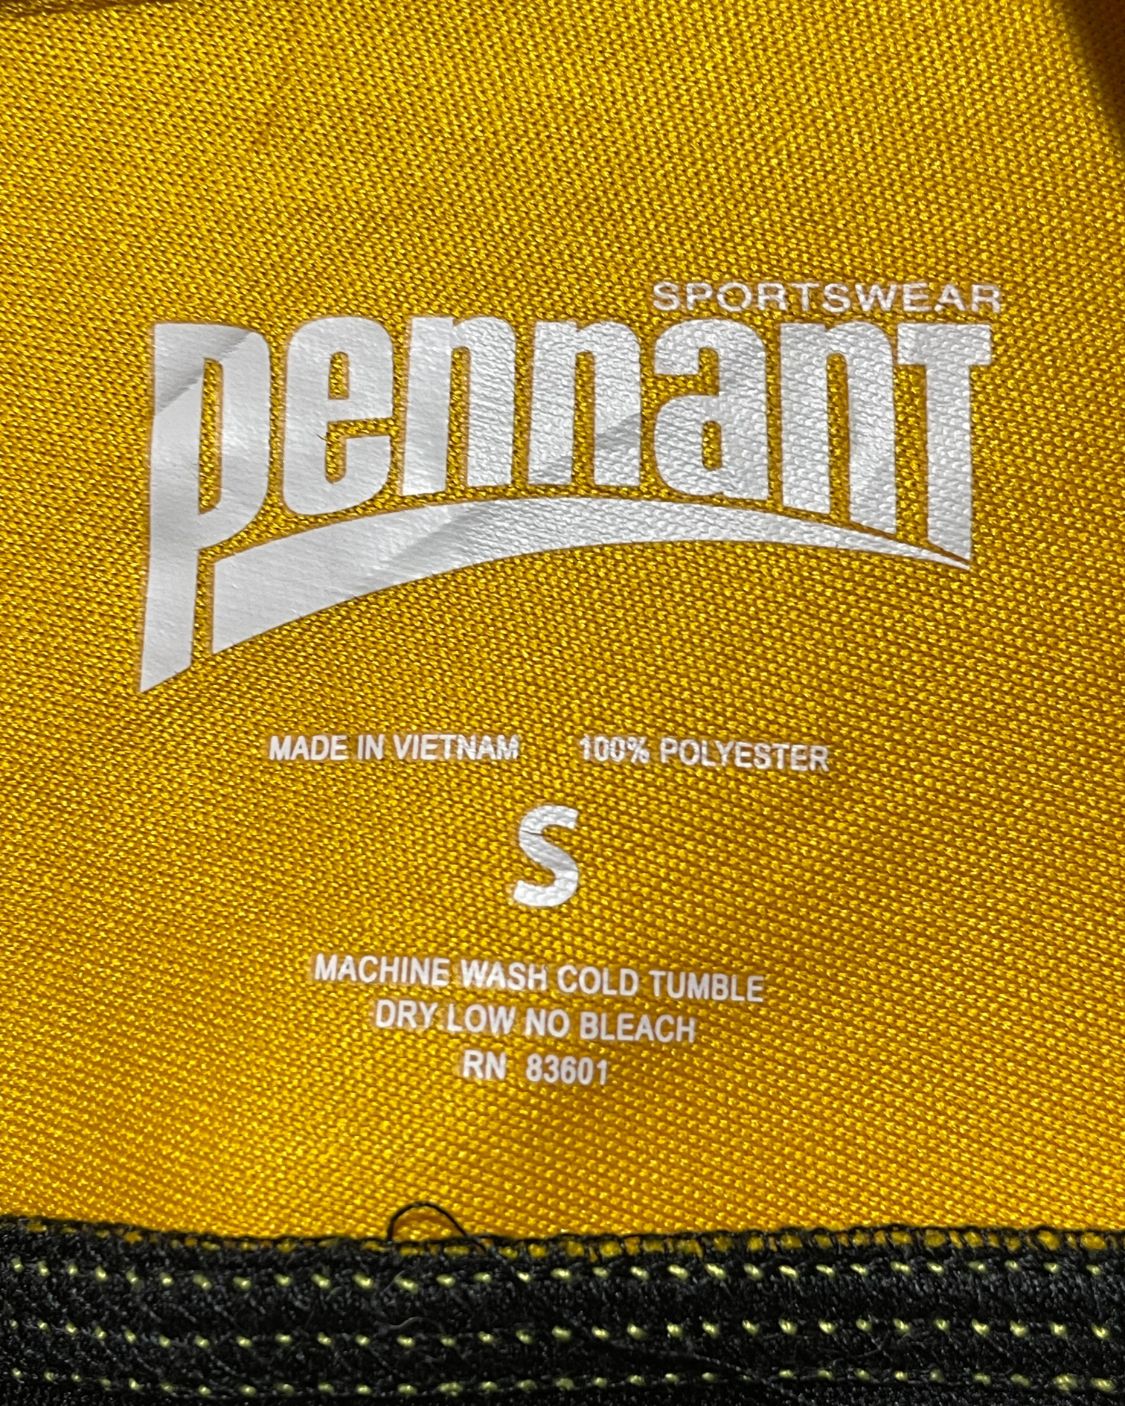 SPORTSWEAR
pennanT
MADE IN VIETNAM 100% POLYESTER
S
MACHINE WASH COLD TUMBLE
DRY LOW NO BLEACH
RN 83601